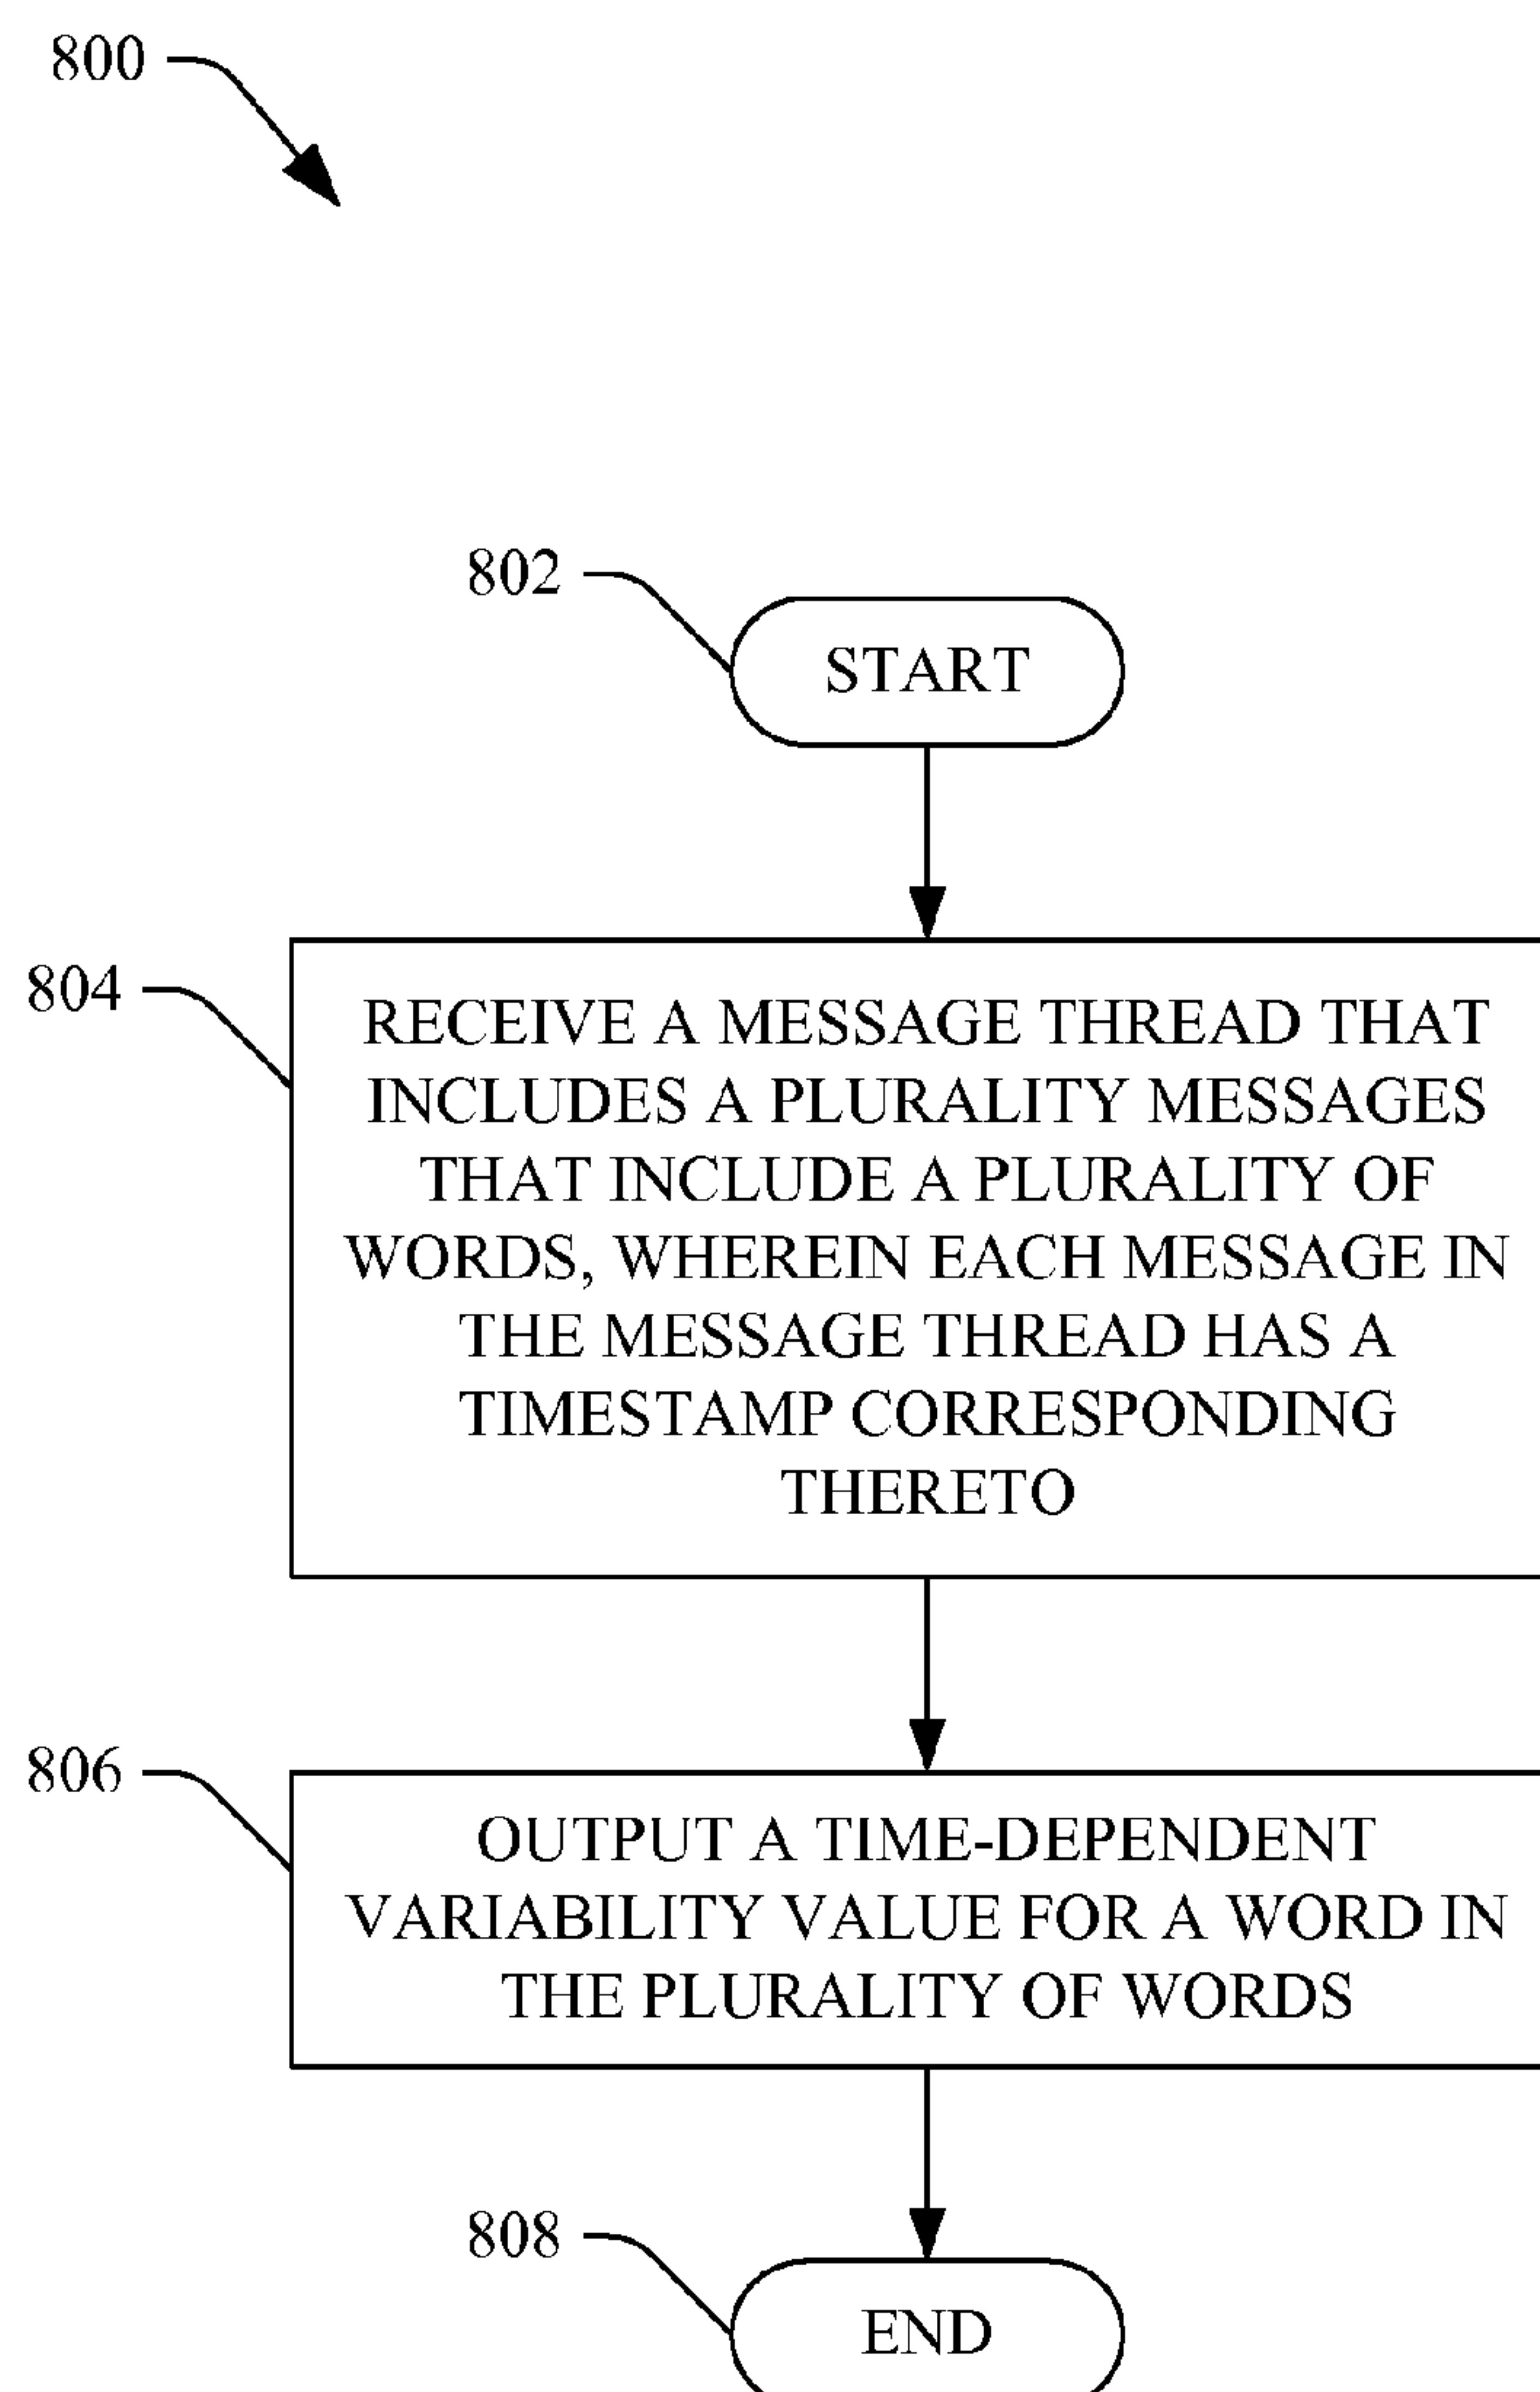 800
802
START
804
RECEIVE A MESSAGE THREAD THAT
INCLUDES A PLURALITY MESSAGES
THAT INCLUDE A PLURALITY OF
WORDS, WHEREIN EACH MESSAGE IN
THE MESSAGE THREAD HAS A
TIMESTAMP CORRESPONDING
THERETO
806
OUTPUT A TIME-DEPENDENT
VARIABILITY VALUE FOR A WORD IN
THE PLURALITY OF WORDS
808
END